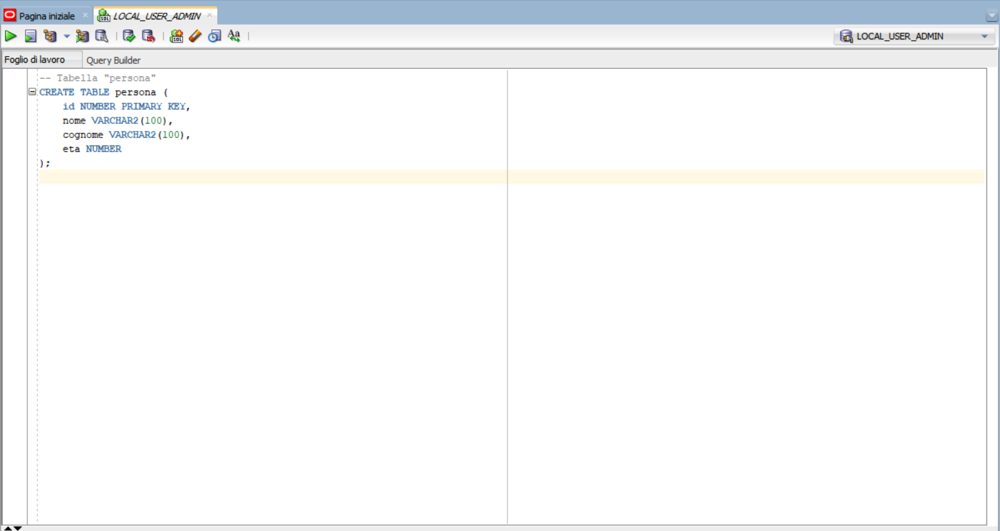 Pagina iniziale
LOCAL_USER_ADMIN
LOCAL_USER_ADMIN
Foglio di lavoro
Query Builder
-- Tabella "persona"
CREATE TABLE persona (
    id NUMBER PRIMARY KEY,
    nome VARCHAR2(100),
    cognome VARCHAR2(100),
    eta NUMBER
);